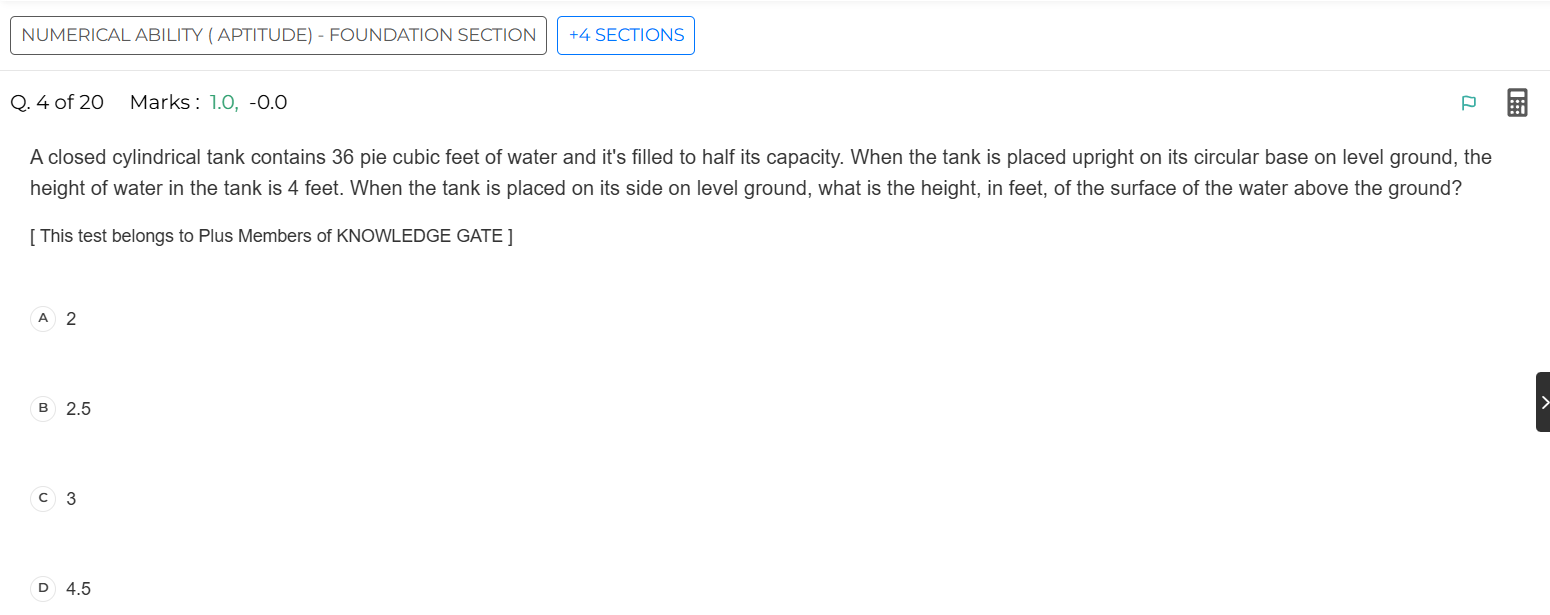 NUMERICAL ABILITY ( APTITUDE) - FOUNDATION SECTION +4 SECTIONS
Q. 4 of 20 Marks : 1.0, -0.0
A closed cylindrical tank contains 36 pie cubic feet of water and it's filled to half its capacity. When the tank is placed upright on its circular base on level ground, the
height of water in the tank is 4 feet. When the tank is placed on its side on level ground, what is the height, in feet, of the surface of the water above the ground?
[ This test belongs to Plus Members of KNOWLEDGE GATE ]
A 2
B 2.5
C 3
D 4.5